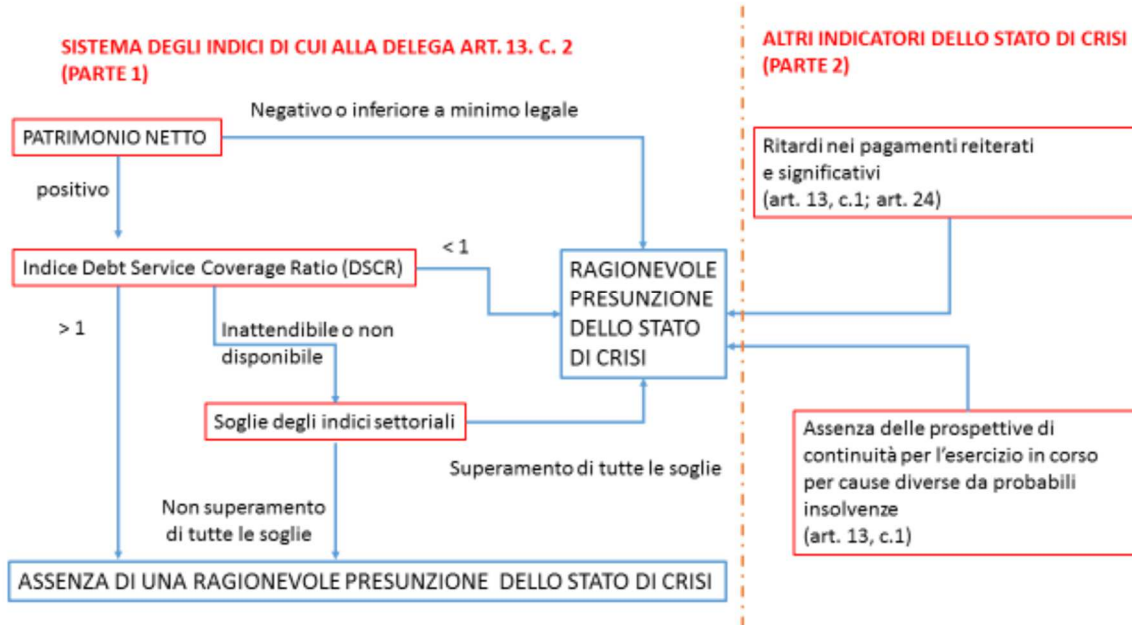 SISTEMA DEGLI INDICI DI CUI ALLA DELEGA ART. 13. C. 2
(PARTE 1)
Negativo o inferiore a minimo legale
PATRIMONIO NETTO
positivo
Indice Debt Service Coverage Ratio (DSCR)
< 1
> 1
Inattendibile o non
disponibile
RAGIONEVOLE
PRESUNZIONE
DELLO STATO
DI CRISI
Soglie degli indici settoriali
Superamento di tutte le soglie
Non superamento
di tutte le soglie
ASSENZA DI UNA RAGIONEVOLE PRESUNZIONE DELLO STATO DI CRISI
ALTRI INDICATORI DELLO STATO DI CRISI
(PARTE 2)
Ritardi nei pagamenti reiterati
e significativi
(art. 13, c.1; art. 24)
Assenza delle prospettive di
continuità per l'esercizio in corso
per cause diverse da probabili
insolvenze
(art. 13, c.1)